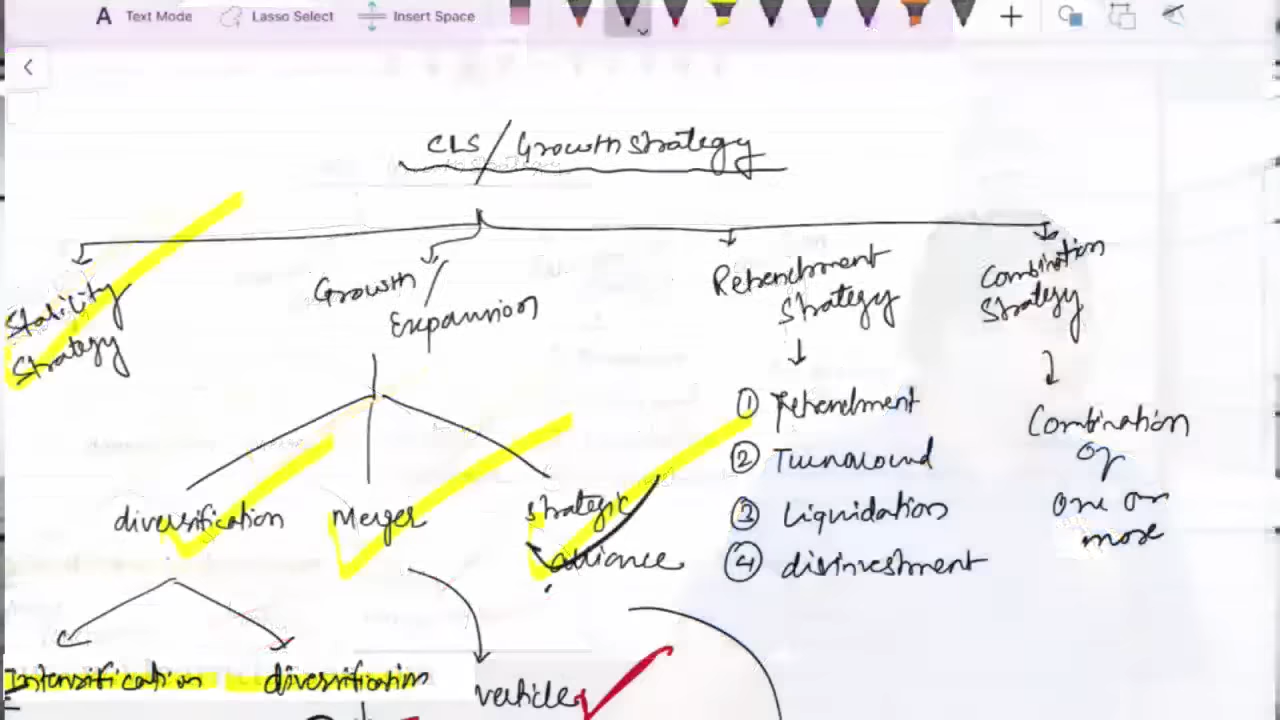 A Text Mode Lasso Select Insert Space
CLS / Growth Strategy
Stability
Strategy
Growth /
Expansion
Retrenchment
Strategy
Combination
Strategy
① retrenchment
② Turnaround
③ Liquidation
④ disinvestment
Combination
of
one or
more
diversification
Merger
Strategic
alliance
Intensification
diversification
verticle